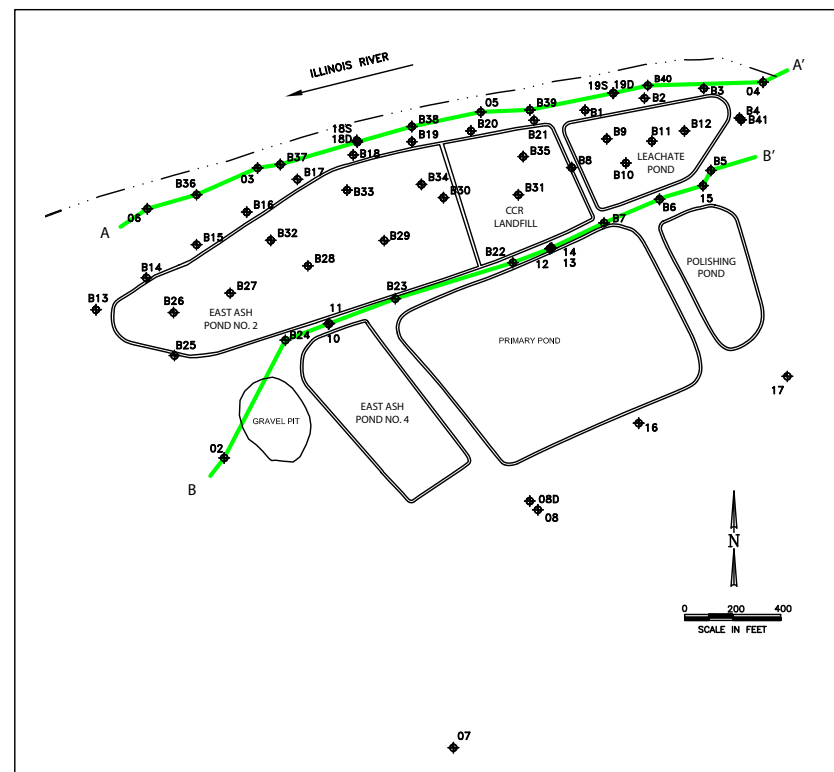 A'
ILLINOIS RIVER
19S 19D
B40
B3
04
05
B39
B1
B2
B4
B41
18S
18D
B38
B19
B20
B21
B9
B11
B12
B37
B18
B35
B8
B10
LEACHATE
POND
B5
B'
03
B17
B33
B34
B30
B31
B36
B16
CCR
LANDFILL
B6
15
06
A
B15
B32
B29
B7
B28
B22
12
14
13
POLISHING
POND
B14
B27
B23
B13
B26
EAST ASH
POND NO. 2
11
10
B24
PRIMARY POND
B25
17
EAST ASH
POND NO. 4
GRAVEL PIT
16
02
B
08D
08
N
0 200 400
SCALE IN FEET
07